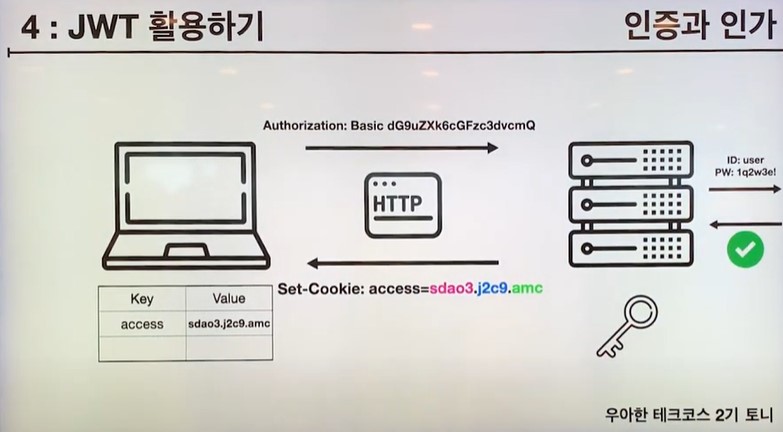 4 : JWT 활용하기
인증과 인가
Authorization: Basic dG9uZXk6cGFzc3dvcmQ
HTTP
ID: user
PW: 1q2w3e!
Set-Cookie: access=sdao3.j2c9.amc
Key Value
access sdao3.j2c9.amc
우아한 테크코스 2기 토니